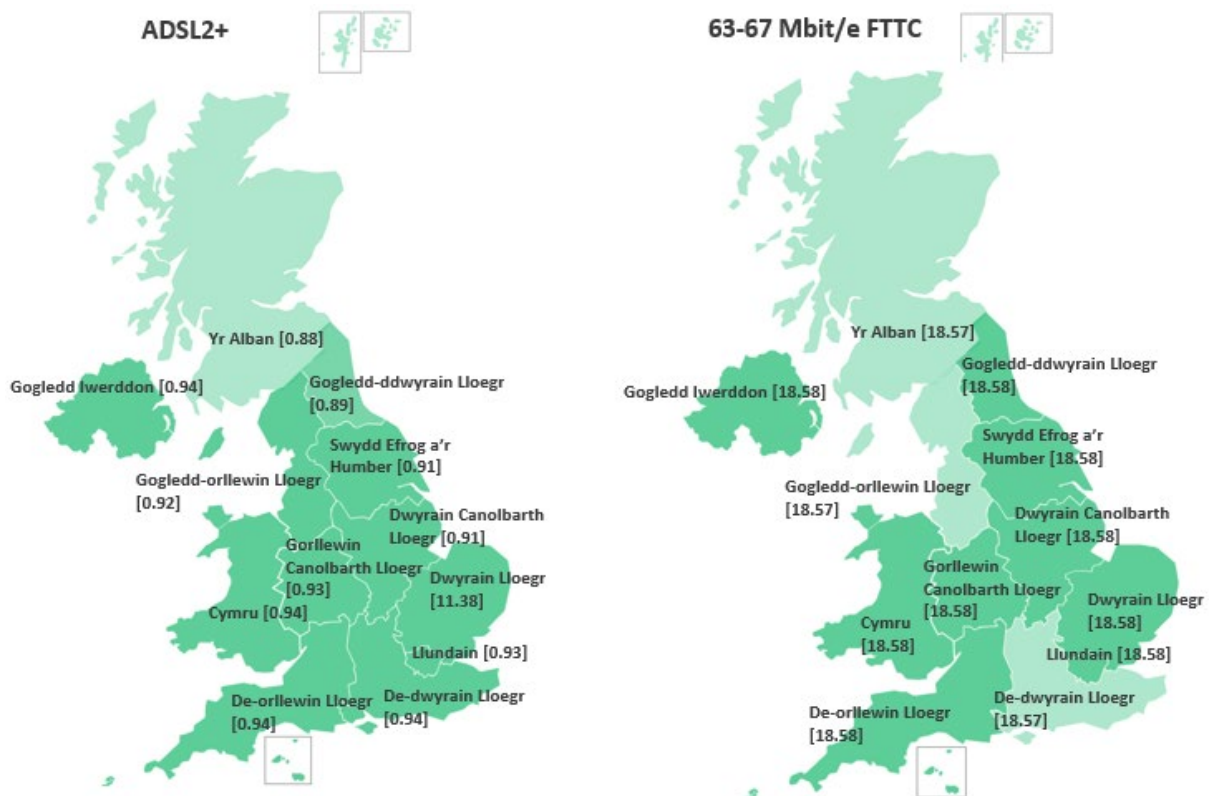 ADSL2+
Yr Alban [0.88]
Gogledd Iwerddon [0.94]
Gogledd-ddwyrain Lloegr
[0.89]
Swydd Efrog a’r
Humber [0.91]
Gogledd-orllewin Lloegr
[0.92]
Dwyrain Canolbarth
Lloegr [0.91]
Gorllewin
Canolbarth Lloegr
[0.93]
Dwyrain Lloegr
[11.38]
Cymru [0.94]
Llundain [0.93]
De-orllewin Lloegr
[0.94]
De-dwyrain Lloegr
[0.94]
63-67 Mbit/e FTTC
Yr Alban [18.57]
Gogledd-ddwyrain Lloegr
[18.58]
Gogledd Iwerddon [18.58]
Swydd Efrog a’r
Humber [18.58]
Gogledd-orllewin Lloegr
[18.57]
Dwyrain Canolbarth
Lloegr [18.58]
Gorllewin
Canolbarth Lloegr
[18.58]
Dwyrain Lloegr
[18.58]
Cymru
[18.58]
Llundain [18.58]
De-dwyrain Lloegr
[18.57]
De-orllewin Lloegr
[18.58]